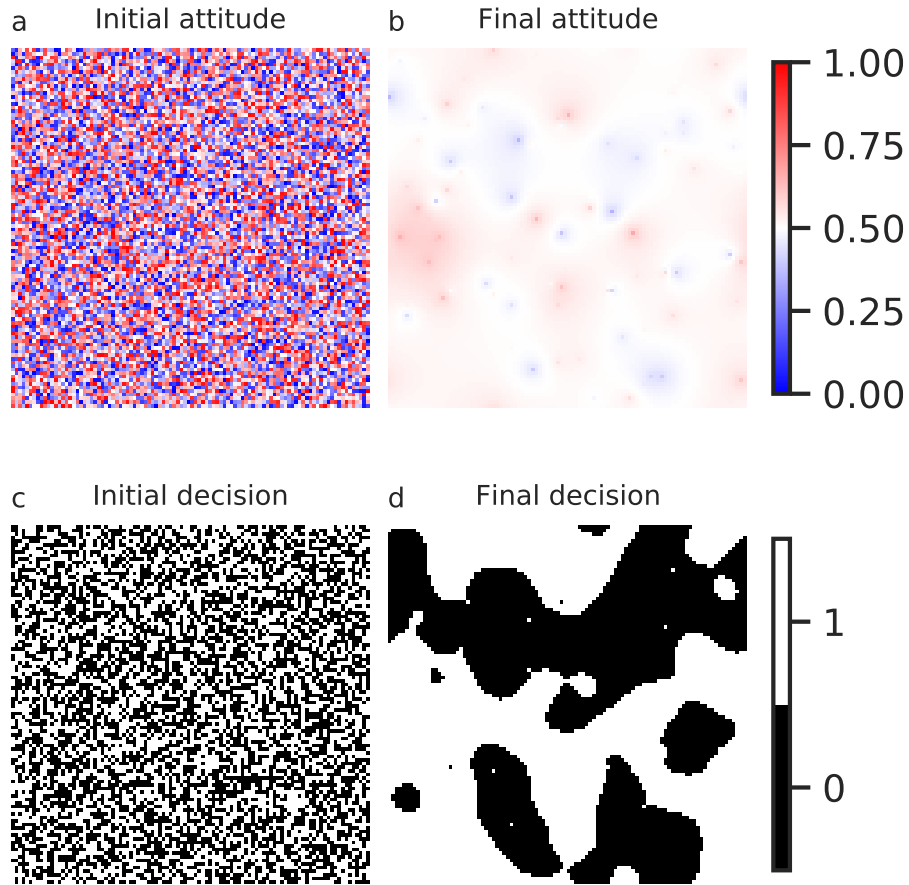 a Initial attitude
b Final attitude
1.00
0.75
0.50
0.25
0.00
c Initial decision
d Final decision
1
0